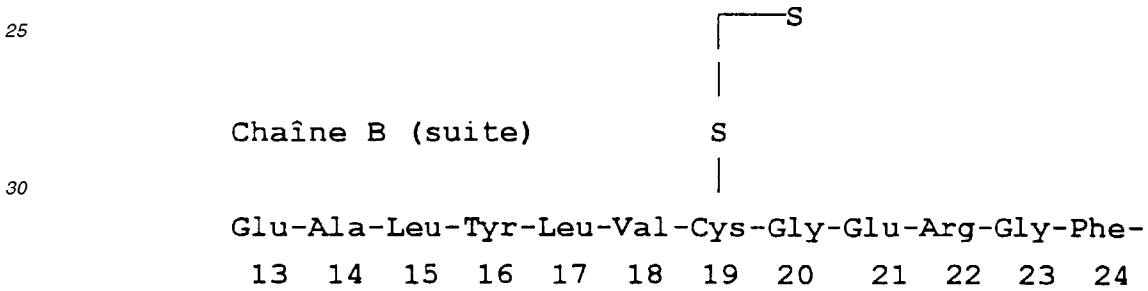 S
25
Chaîne B (suite) S
30
Glu-Ala-Leu-Tyr-Leu-Val-Cys-Gly-Glu-Arg-Gly-Phe-
13 14 15 16 17 18 19 20 21 22 23 24